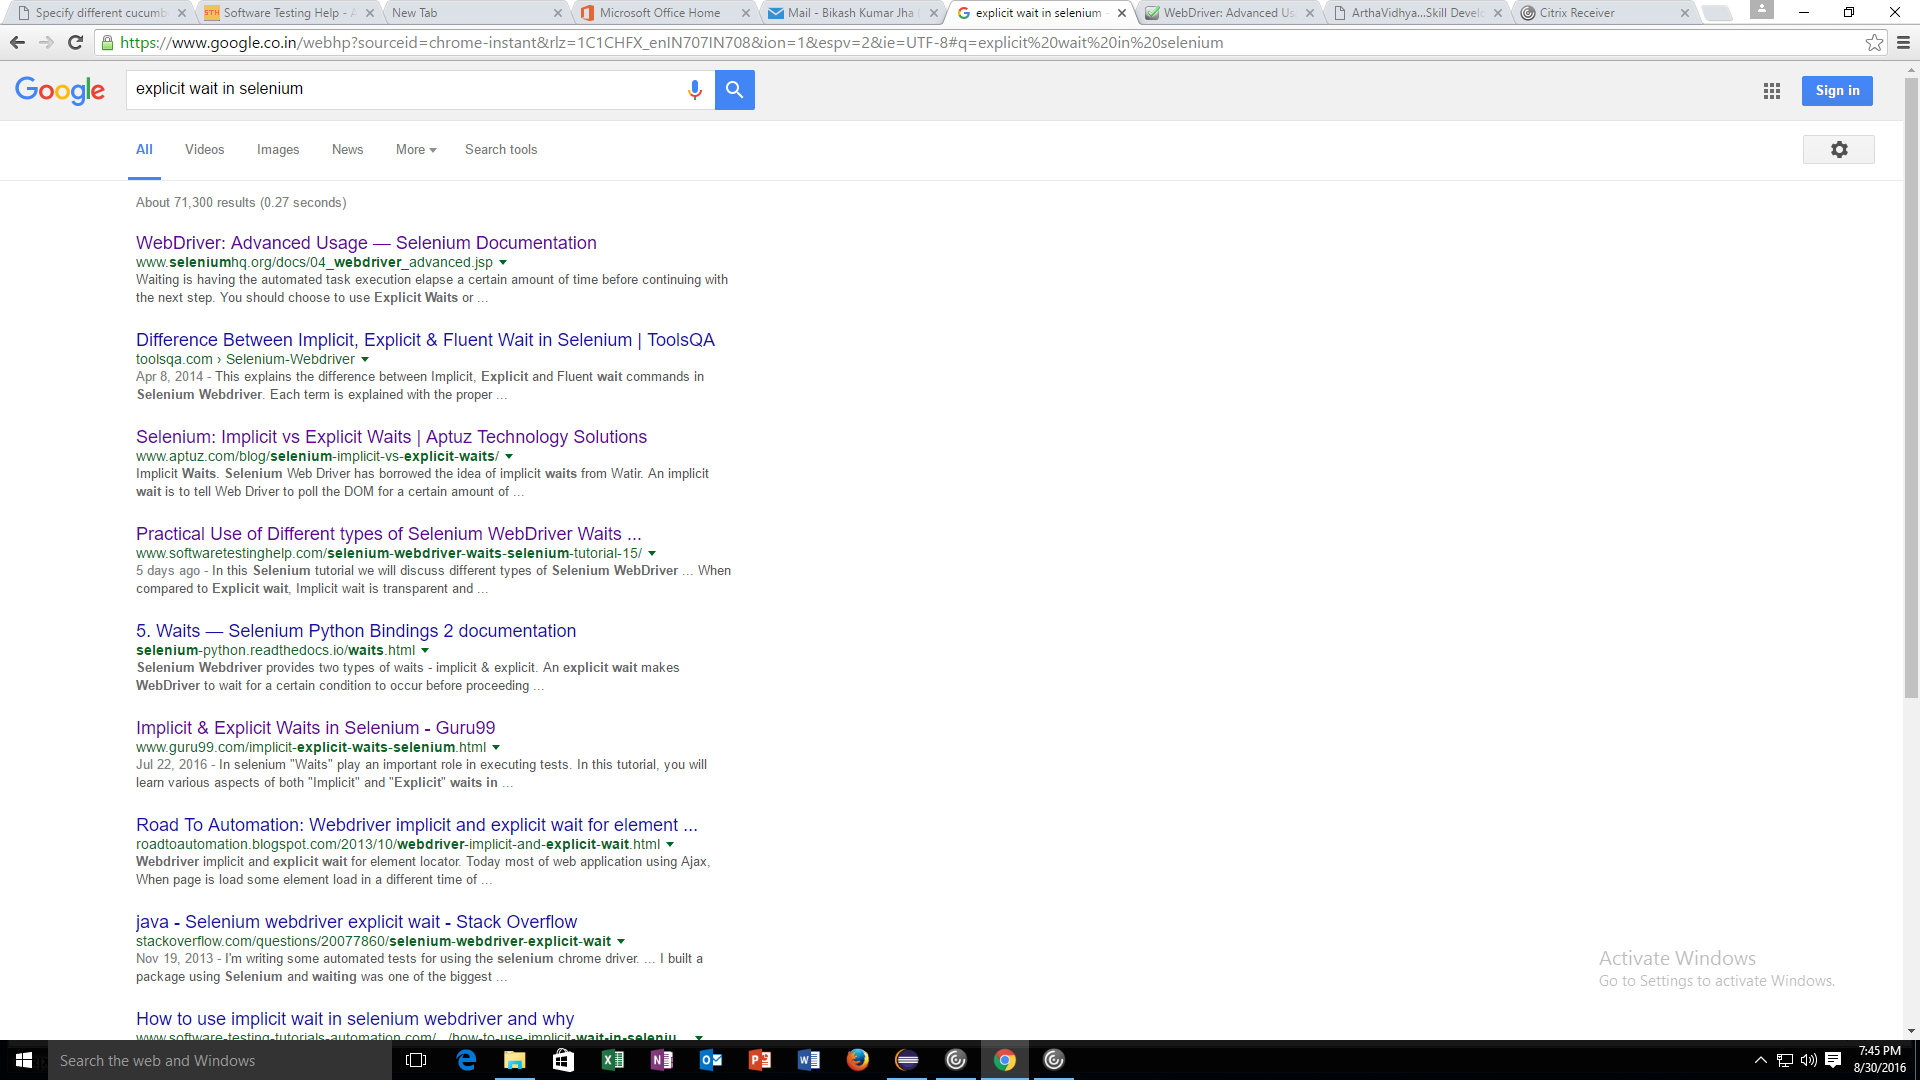 Specify different cucumb
STH Software Testing Help - A
New Tab
Microsoft Office Home
Mail - Bikash Kumar Jha
explicit wait in selenium -
WebDriver: Advanced Us
ArthaVidhya...Skill Develo
Citrix Receiver
https://www.google.co.in/webhp?sourceid=chrome-instant&rlz=1C1CHFX_enIN707IN708&ion=1&espv=2&ie=UTF-8#q=explicit%20wait%20in%20selenium
Google
explicit wait in selenium
Sign in
All Videos Images News More Search tools
About 71,300 results (0.27 seconds)
WebDriver: Advanced Usage — Selenium Documentation
www.seleniumhq.org/docs/04_webdriver_advanced.jsp
Waiting is having the automated task execution elapse a certain amount of time before continuing with
the next step. You should choose to use Explicit Waits or ...
Difference Between Implicit, Explicit & Fluent Wait in Selenium | ToolsQA
toolsqa.com › Selenium-Webdriver
Apr 8, 2014 - This explains the difference between Implicit, Explicit and Fluent wait commands in
Selenium Webdriver. Each term is explained with the proper ...
Selenium: Implicit vs Explicit Waits | Aptuz Technology Solutions
www.aptuz.com/blog/selenium-implicit-vs-explicit-waits/
Implicit Waits. Selenium Web Driver has borrowed the idea of implicit waits from Watir. An implicit
wait is to tell Web Driver to poll the DOM for a certain amount of ...
Practical Use of Different types of Selenium WebDriver Waits ...
www.softwaretestinghelp.com/selenium-webdriver-waits-selenium-tutorial-15/
5 days ago - In this Selenium tutorial we will discuss different types of Selenium WebDriver ... When
compared to Explicit wait, Implicit wait is transparent and ...
5. Waits — Selenium Python Bindings 2 documentation
selenium-python.readthedocs.io/waits.html
Selenium Webdriver provides two types of waits - implicit & explicit. An explicit wait makes
WebDriver to wait for a certain condition to occur before proceeding ...
Implicit & Explicit Waits in Selenium - Guru99
www.guru99.com/implicit-explicit-waits-selenium.html
Jul 22, 2016 - In selenium "Waits" play an important role in executing tests. In this tutorial, you will
learn various aspects of both "Implicit" and "Explicit" waits in ...
Road To Automation: Webdriver implicit and explicit wait for element ...
roadtoautomation.blogspot.com/2013/10/webdriver-implicit-and-explicit-wait.html
Webdriver implicit and explicit wait for element locator. Today most of web application using Ajax,
When page is load some element load in a different time of ...
java - Selenium webdriver explicit wait - Stack Overflow
stackoverflow.com/questions/20077860/selenium-webdriver-explicit-wait
Nov 19, 2013 - I'm writing some automated tests for using the selenium chrome driver. ... I built a
package using Selenium and waiting was one of the biggest ...
How to use implicit wait in selenium webdriver and why
www.software-testing-tutorials-automation.com/.../how-to-use-implicit-wait-in-seleniu...
Activate Windows
Go to Settings to activate Windows.
Search the web and Windows
7:45 PM
8/30/2016